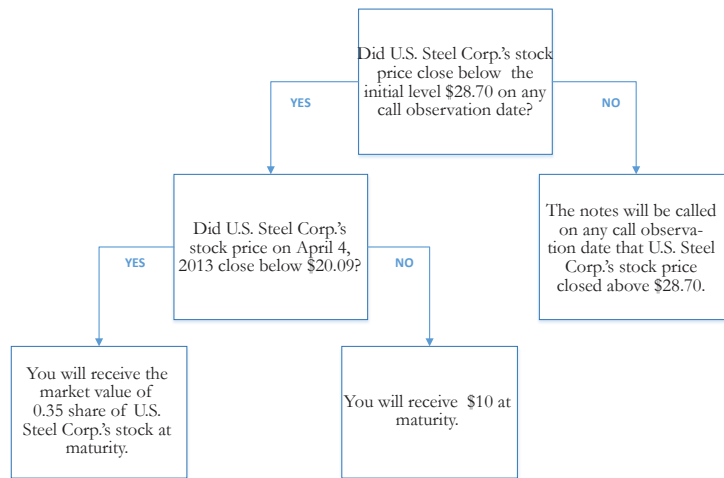 Did U.S. Steel Corp.'s stock
price close below the
initial level $28.70 on any
call observation date?
YES
NO
Did U.S. Steel Corp.'s
stock price on April 4,
2013 close below $20.09?
The notes will be called
on any call observa-
tion date that U.S. Steel
Corp.'s stock price
closed above $28.70.
YES
NO
You will receive the
market value of
0.35 share of U.S.
Steel Corp.'s stock at
maturity.
You will receive $10 at
maturity.